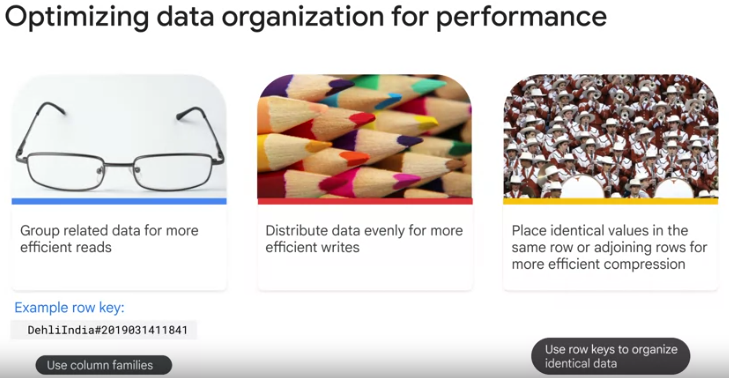 Optimizing data organization for performance
Group related data for more
efficient reads
Distribute data evenly for more
efficient writes
Place identical values in the
same row or adjoining rows for
more efficient compression
Example row key:
DehliIndia#2019031411841
Use column families
Use row keys to organize
identical data